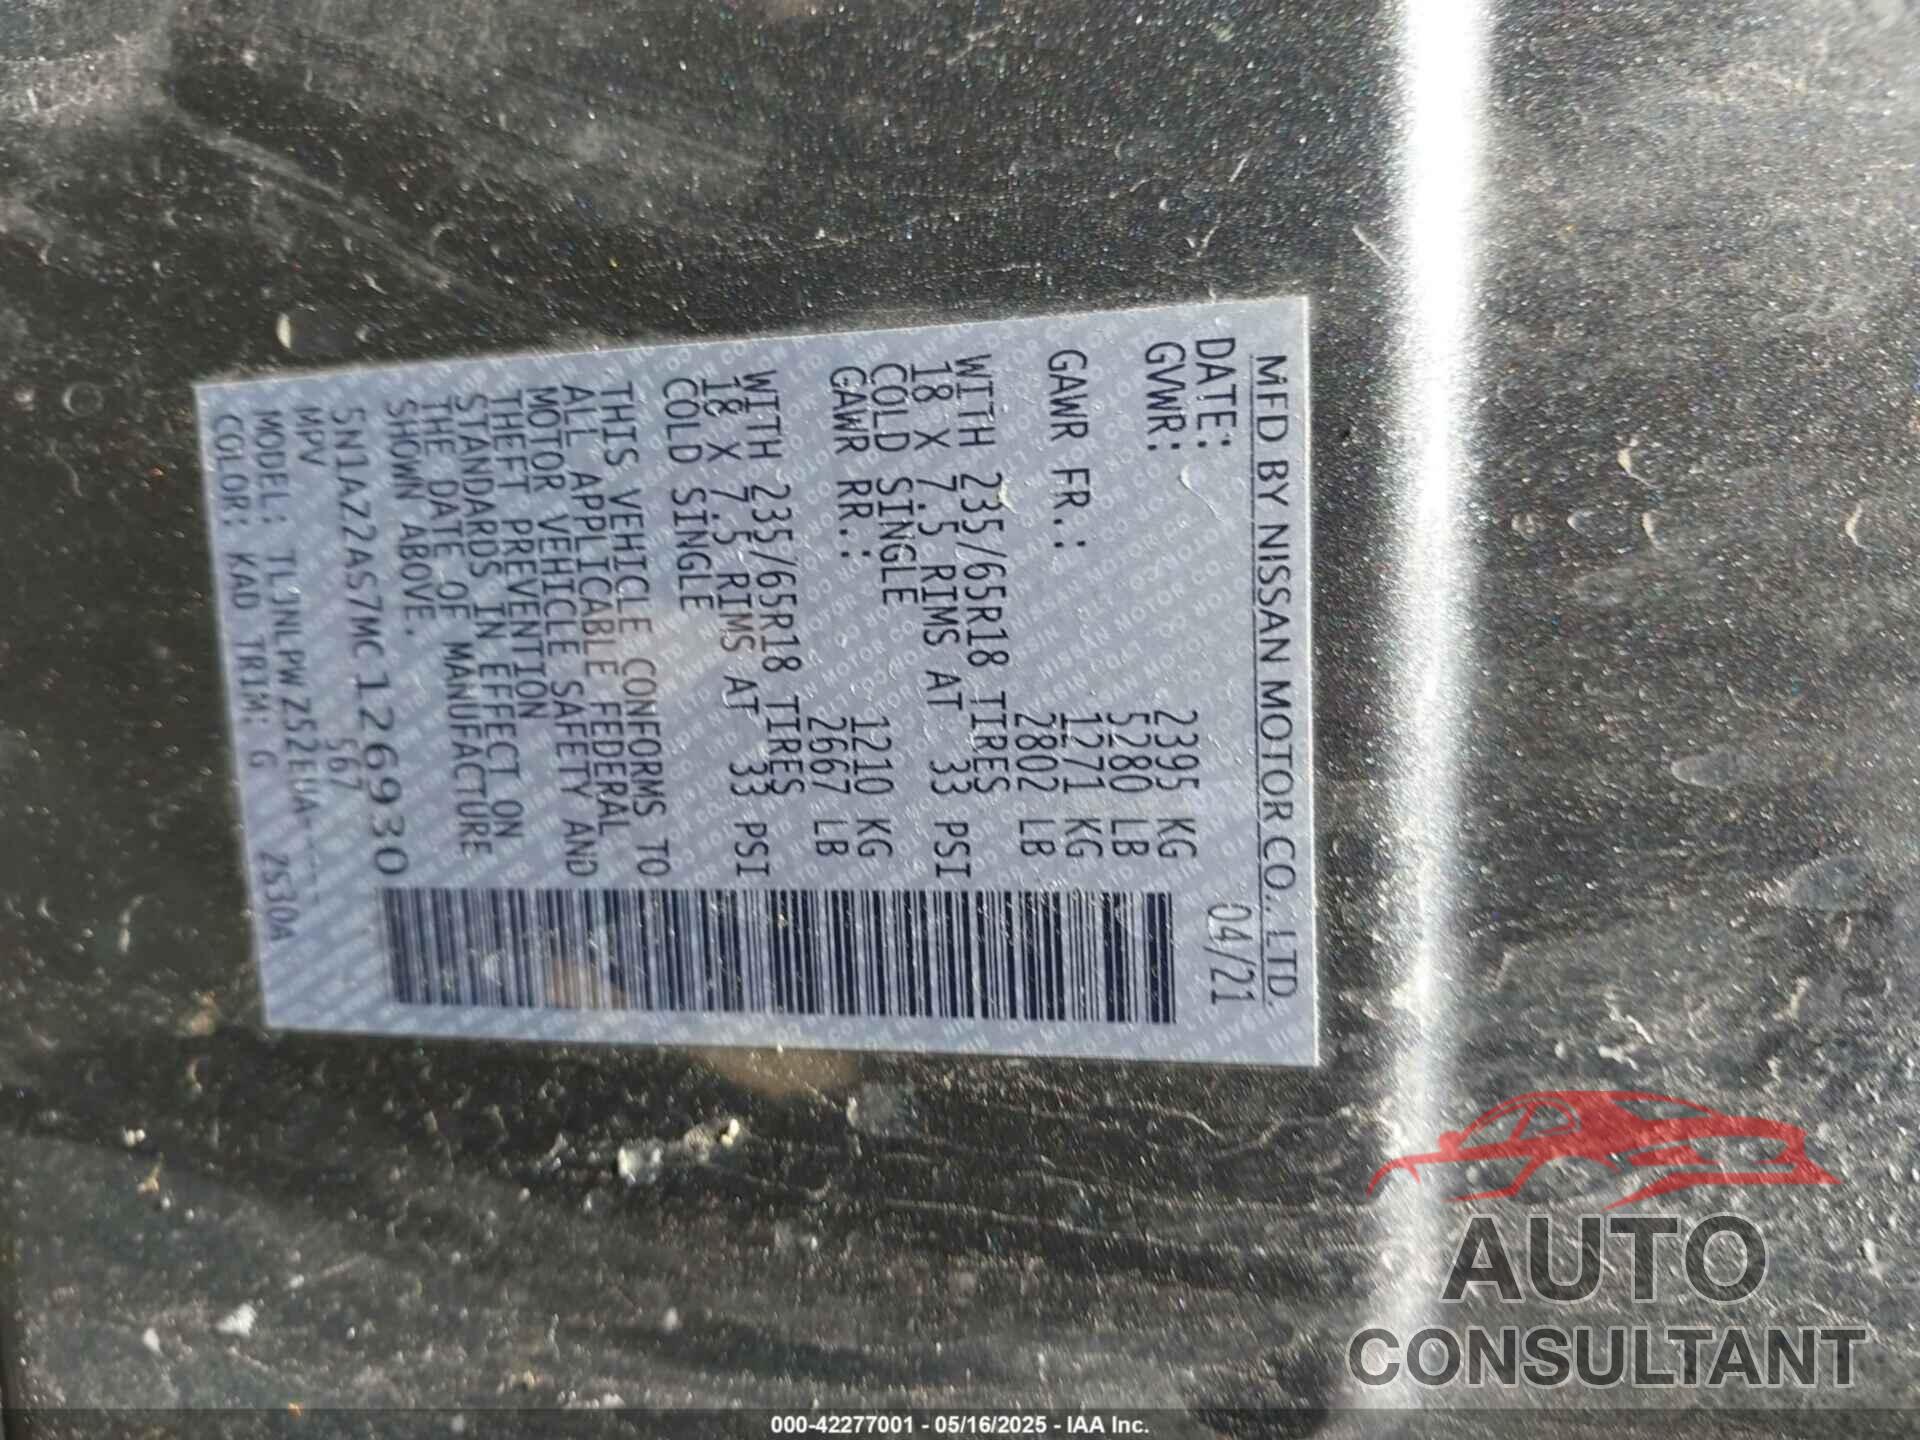 MFD BY NISSAN MOTOR CO., LTD.
DATE: 04/21
GVWR: 2395 KG
5280 LB
GAWR FR.: 1271 KG
2802 LB
WITH 235/65R18 TIRES
18 X 7.5 RIMS AT 33 PSI
COLD SINGLE
GAWR RR.: 1210 KG
2667 LB
WITH 235/65R18 TIRES
18 X 7.5 RIMS AT 33 PSI
COLD SINGLE
THIS VEHICLE CONFORMS TO
ALL APPLICABLE FEDERAL
MOTOR VEHICLE SAFETY AND
THEFT PREVENTION
STANDARDS IN EFFECT ON
THE DATE OF MANUFACTURE
SHOWN ABOVE.
5N1AZ2AS7MC126930
MPV 567
MODEL: TLJNLPWZ52EUA----
COLOR: KAD TRIM: G 2S30A
AUTO
CONSULTANT
000-42277001 - 05/16/2025 - IAA Inc.